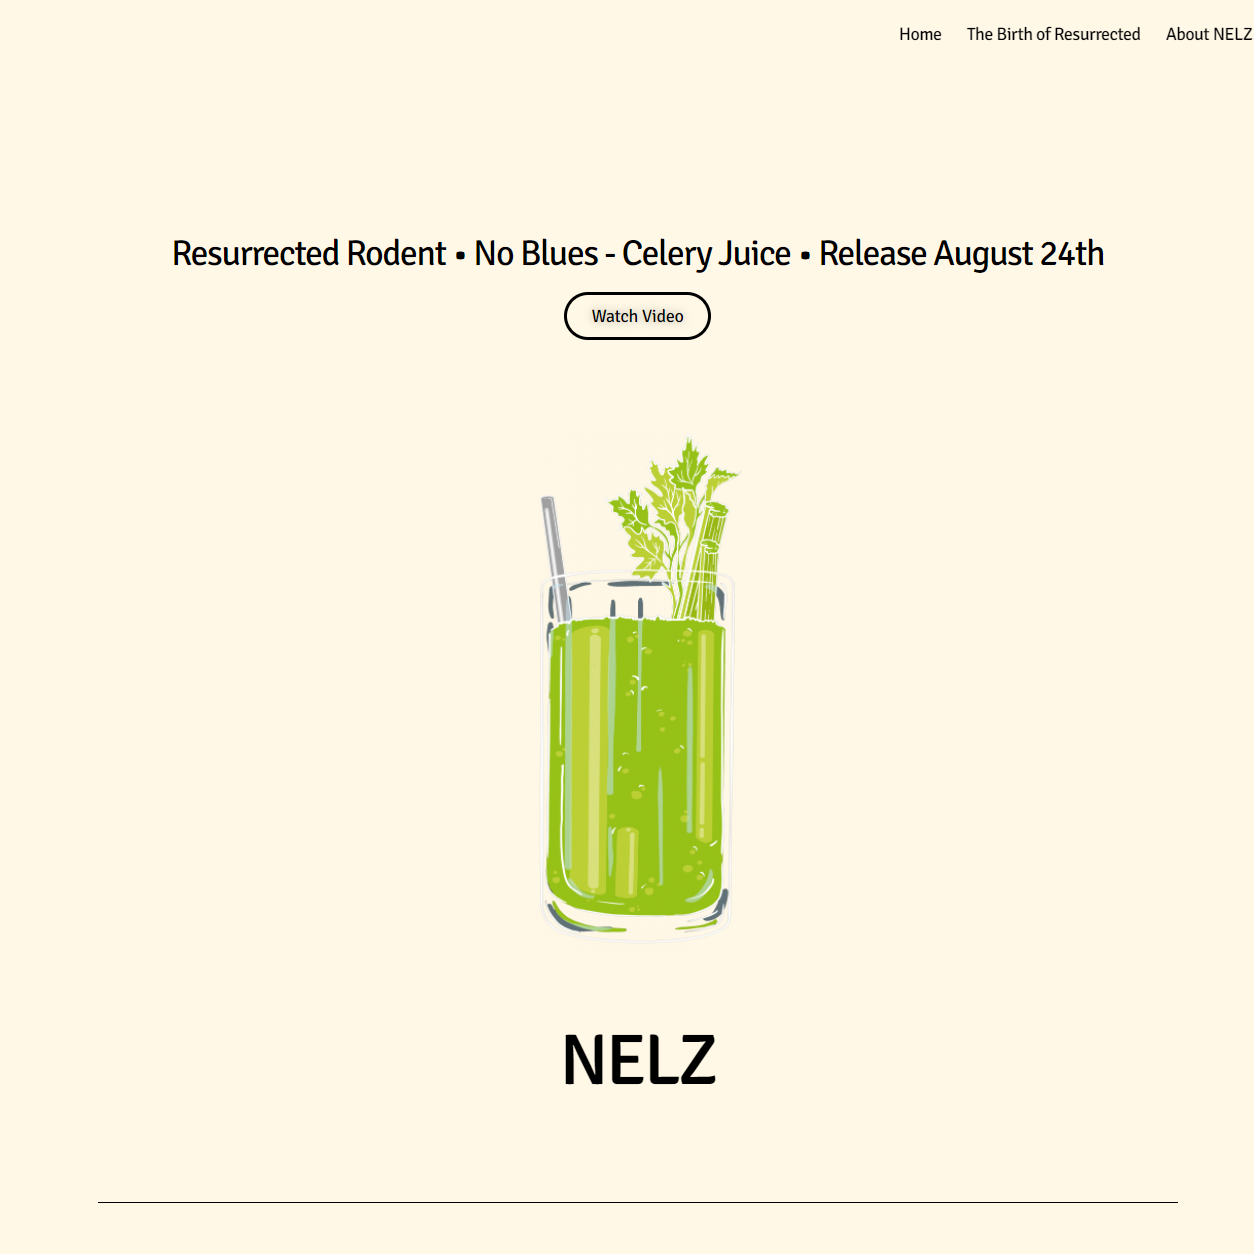 Home The Birth of Resurrected About NELZ
Resurrected Rodent • No Blues - Celery Juice • Release August 24th
Watch Video
NELZ